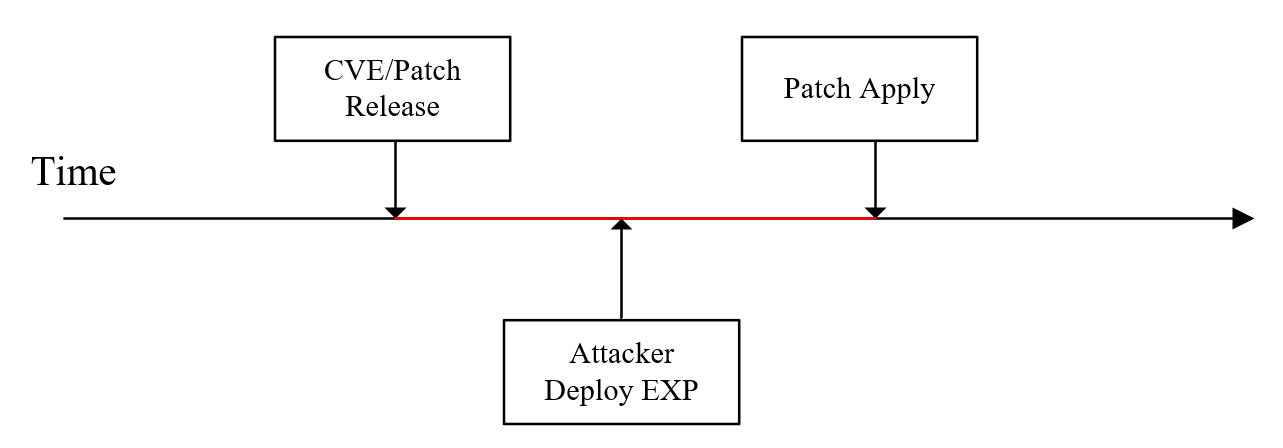 CVE/Patch
Release
Patch Apply
Time
Attacker
Deploy EXP